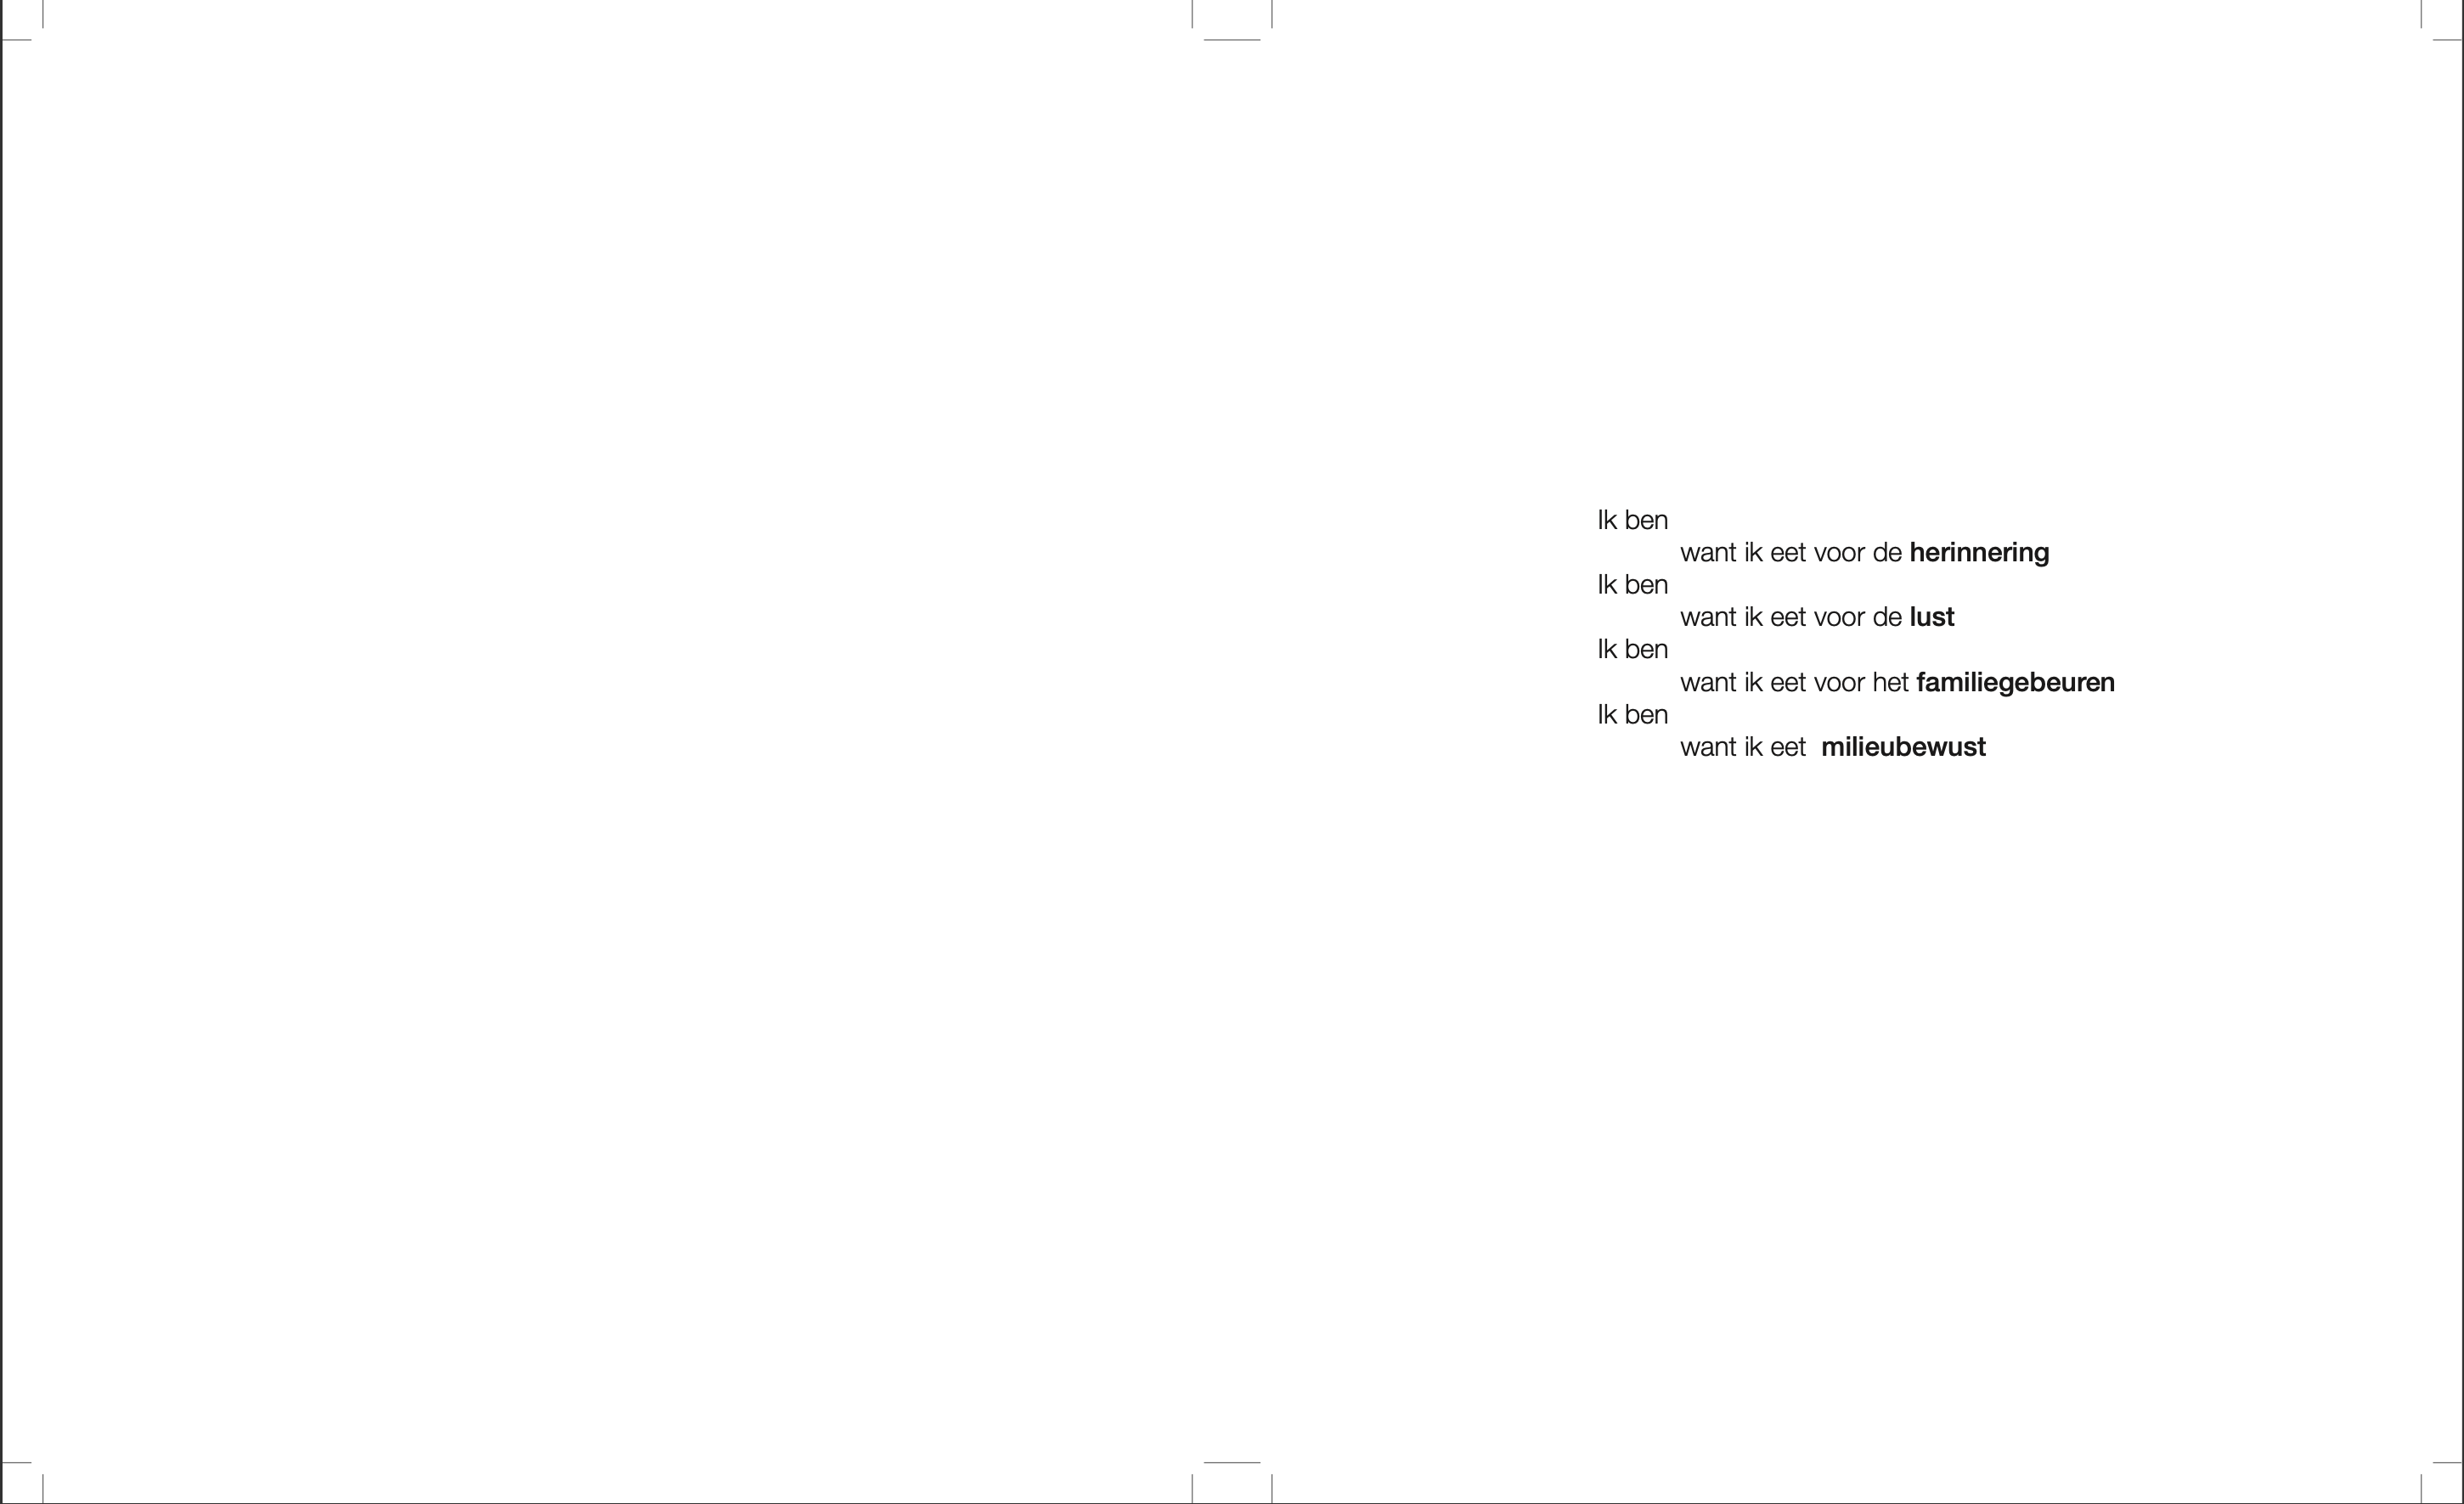 Ik ben
want ik eet voor de herinnering
Ik ben
want ik eet voor de lust
Ik ben
want ik eet voor het familiegebeuren
Ik ben
want ik eet  milieubewust